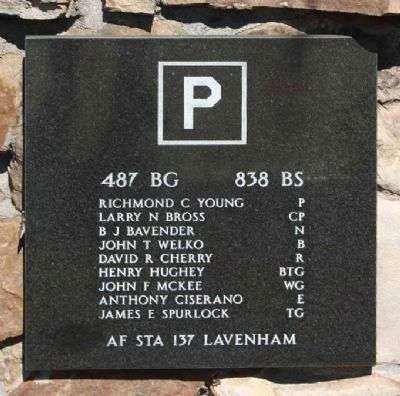 P
487 BG 838 BS
RICHMOND C YOUNG P
LARRY N BROSS CP
B J BAVENDER N
JOHN T WELKO B
DAVID R CHERRY R
HENRY HUGHEY BTG
JOHN F MCKEE WG
ANTHONY CISERANO E
JAMES E SPURLOCK TG
AF STA 137 LAVENHAM